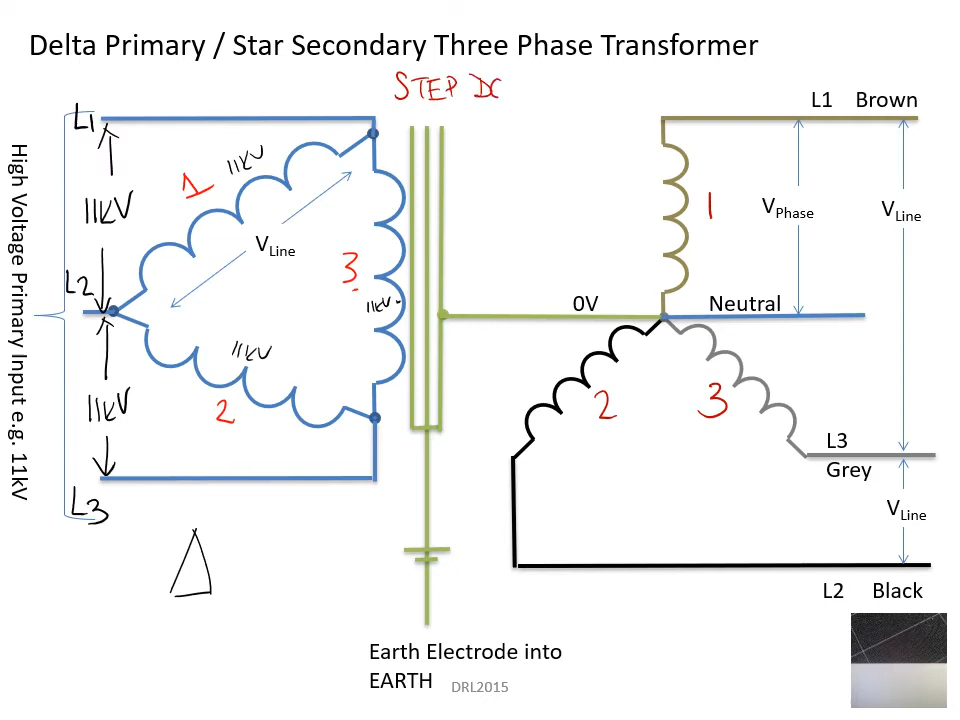 Delta Primary / Star Secondary Three Phase Transformer
STEP DC
L1
L1 Brown
11kV
1
11kV
1
VPhase
VLine
VLine
High Voltage Primary Input e.g. 11kV
3
L2
11kV
0V
Neutral
11kV
11kV
2
2
3
L3
Grey
L3
VLine
L2 Black
Earth Electrode into
EARTH
DRL2015